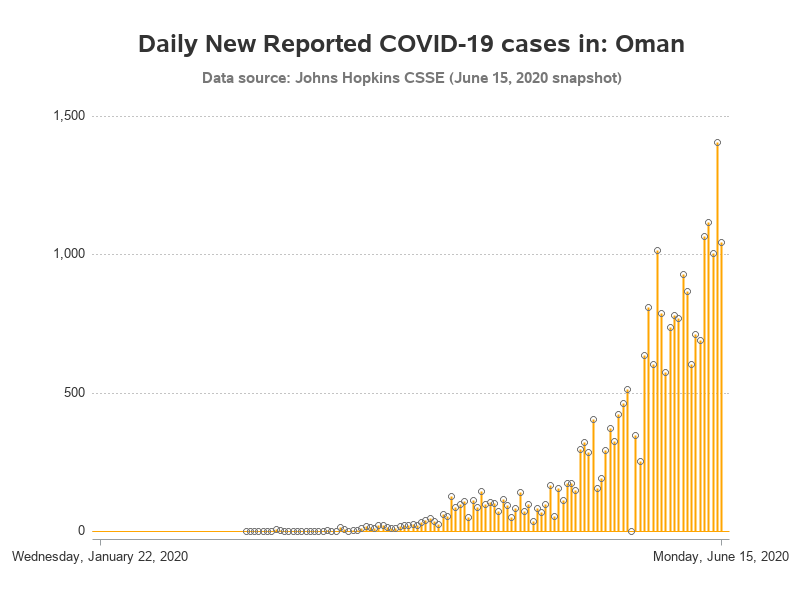 Daily New Reported COVID-19 cases in: Oman
Data source: Johns Hopkins CSSE (June 15, 2020 snapshot)
1,500
1,000
500
0
Wednesday, January 22, 2020
Monday, June 15, 2020